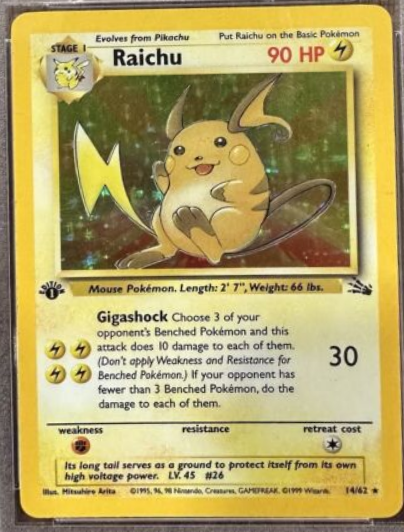 Evolves from Pikachu Put Raichu on the Basic Pokémon
STAGE 1 Raichu 90 HP
EDITION 1
Mouse Pokémon. Length: 2' 7", Weight: 66 lbs.
Gigashock Choose 3 of your
opponent's Benched Pokémon and this
attack does 10 damage to each of them.
(Don't apply Weakness and Resistance for
Benched Pokémon.) If your opponent has
fewer than 3 Benched Pokémon, do the
damage to each of them.
30
weakness resistance retreat cost
Its long tail serves as a ground to protect itself from its own
high voltage power. LV. 45 #26
Illus. Mitsuhiro Arita ©1995, 96, 98 Nintendo, Creatures, GAMEFREAK. ©1999 Wizards. 14/62